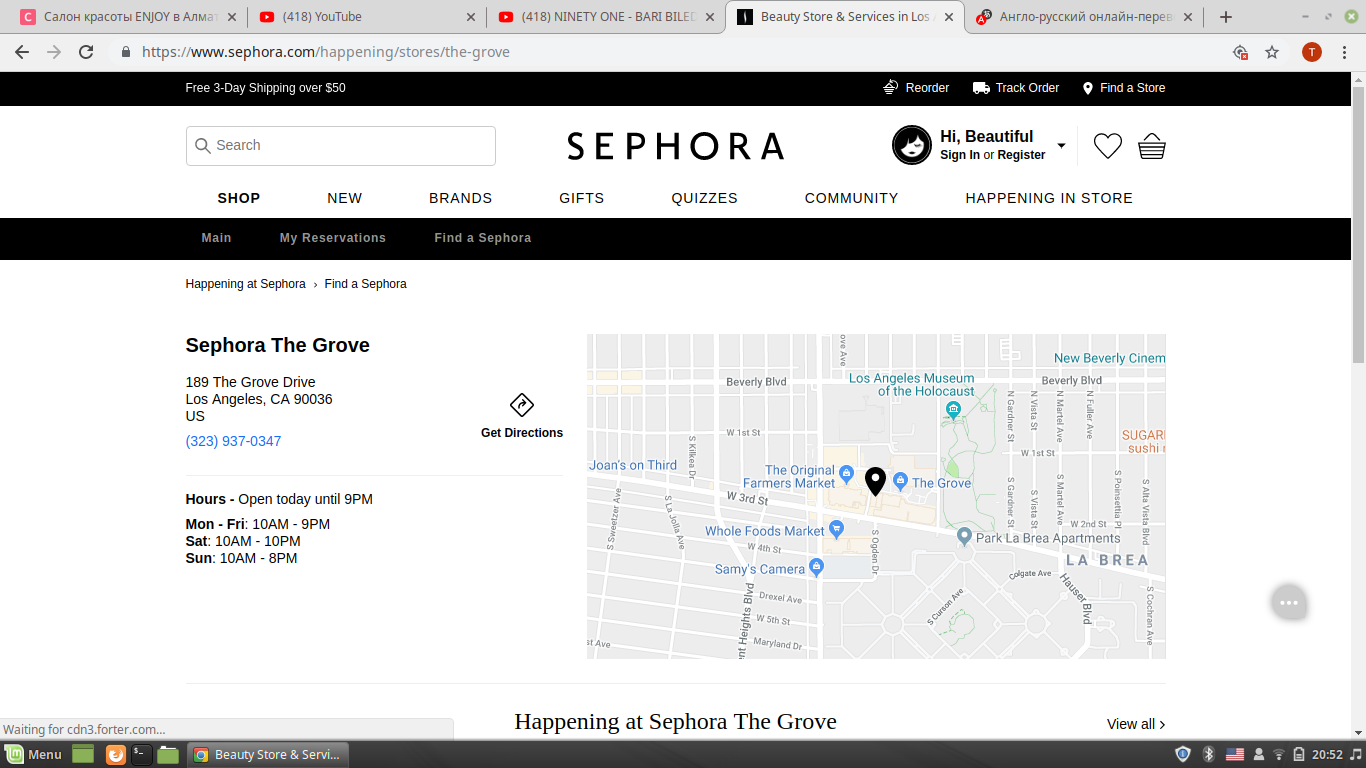 Салон красоты ENJOY в Алмат
(418) YouTube
(418) NINETY ONE - BARI BILED
Beauty Store & Services in Los A
Англо-русский онлайн-перев
https://www.sephora.com/happening/stores/the-grove
T
Free 3-Day Shipping over $50
Reorder
Track Order
Find a Store
Search
SEPHORA
Hi, Beautiful
Sign In or Register
SHOP
NEW
BRANDS
GIFTS
QUIZZES
COMMUNITY
HAPPENING IN STORE
Main
My Reservations
Find a Sephora
Happening at Sephora › Find a Sephora
Sephora The Grove
189 The Grove Drive
Los Angeles, CA 90036
US
(323) 937-0347
Get Directions
Hours - Open today until 9PM
Mon - Fri: 10AM - 9PM
Sat: 10AM - 10PM
Sun: 10AM - 8PM
ove Ave
New Beverly Cinem
Beverly Blvd
Los Angeles Museum
of the Holocaust
Beverly Blvd
N Gardner St
N Vista St
N Martel Ave
N Fuller Ave
W 1st St
S Kilkea Dr
SUGARF
sushi r
W 1st St
Joan's on Third
The Original
Farmers Market
The Grove
W 3rd St
S Sweetzer Ave
S La Jolla Ave
S Gardner St
S Vista St
S Martel Ave
S Poinsettia Pl
S Alta Vista Blvd
Whole Foods Market
W 2nd St
S Ogden Dr
Park La Brea Apartments
W 4th St
LA BREA
Samy's Camera
Colgate Ave
Hauser Blvd
Drexel Ave
S Curson Ave
S Cochran Ave
W 5th St
nt Heights Blvd
st Ave
Maryland Dr
Happening at Sephora The Grove
View all ›
Waiting for cdn3.forter.com...
Menu
Beauty Store & Servi...
20:52